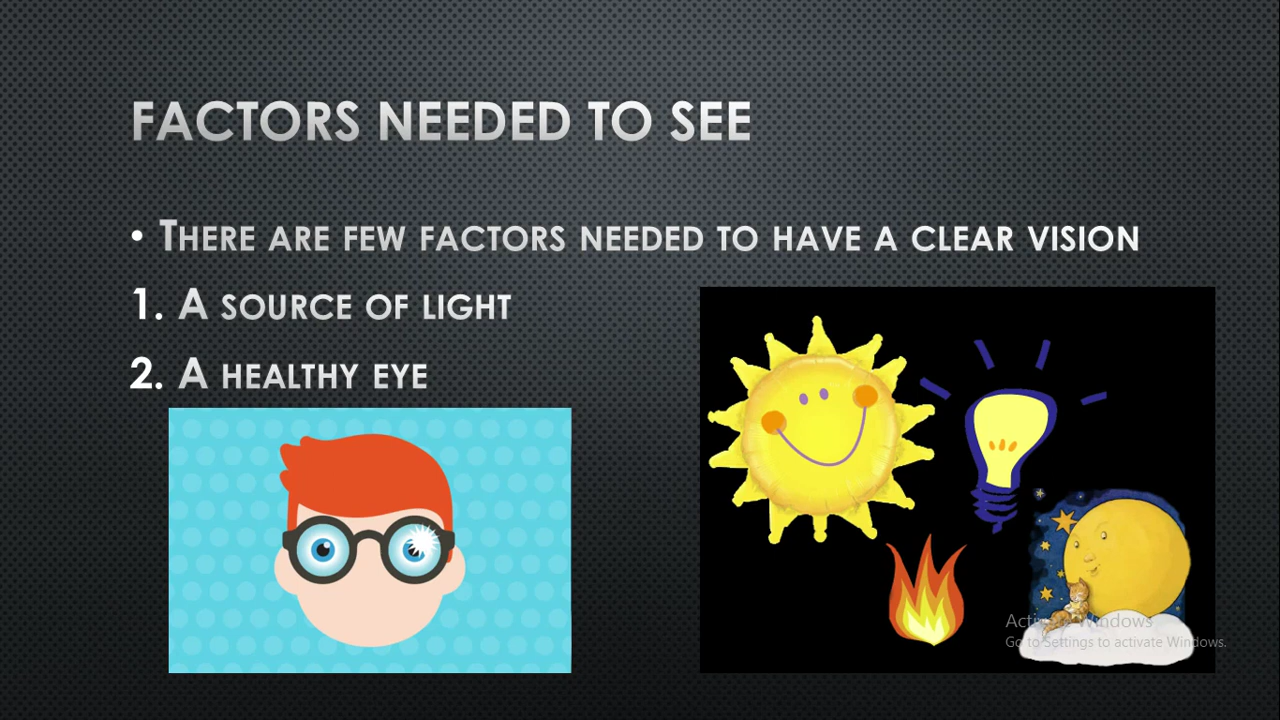 FACTORS NEEDED TO SEE
• THERE ARE FEW FACTORS NEEDED TO HAVE A CLEAR VISION
1. A SOURCE OF LIGHT
2. A HEALTHY EYE
Activate Windows
Go to Settings to activate Windows.